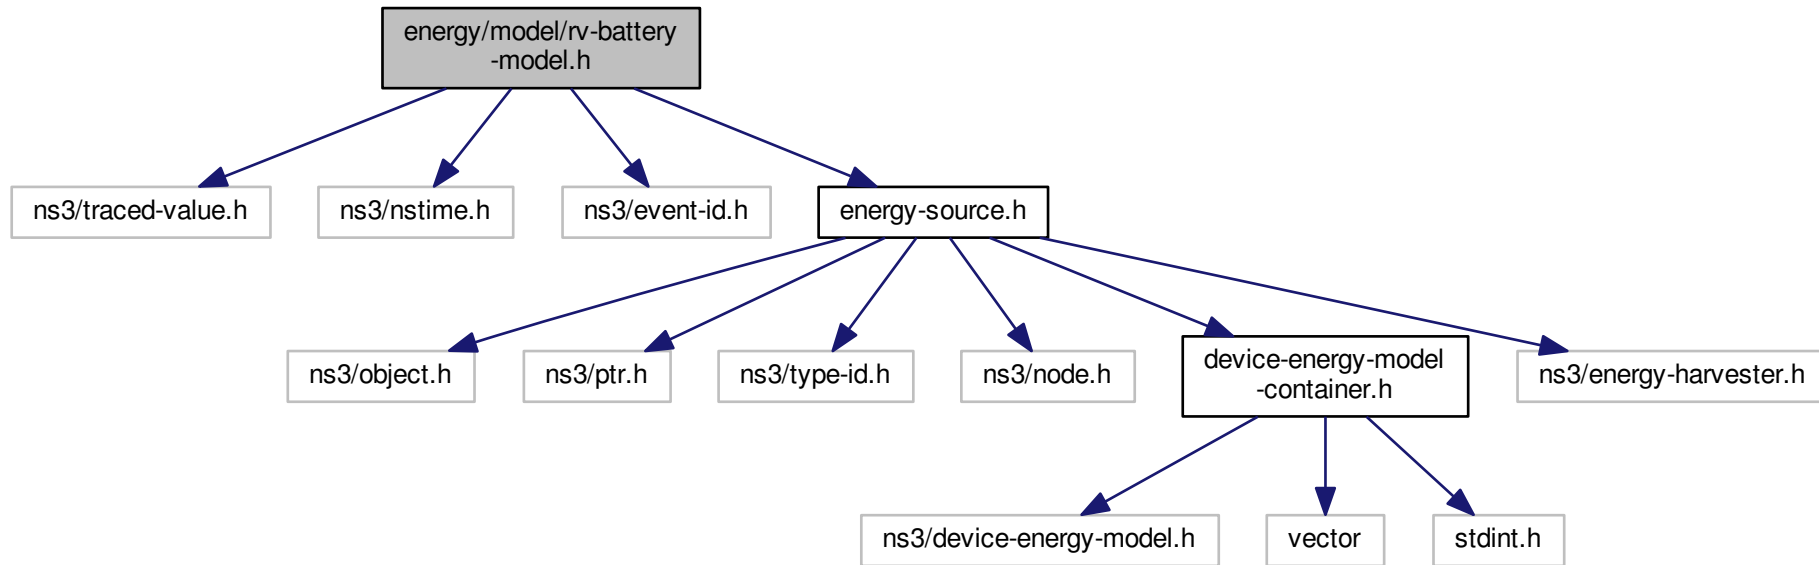 energy/model/rv-battery
-model.h
ns3/traced-value.h
ns3/nstime.h
ns3/event-id.h
energy-source.h
ns3/object.h
ns3/ptr.h
ns3/type-id.h
ns3/node.h
device-energy-model
-container.h
ns3/energy-harvester.h
ns3/device-energy-model.h
vector
stdint.h